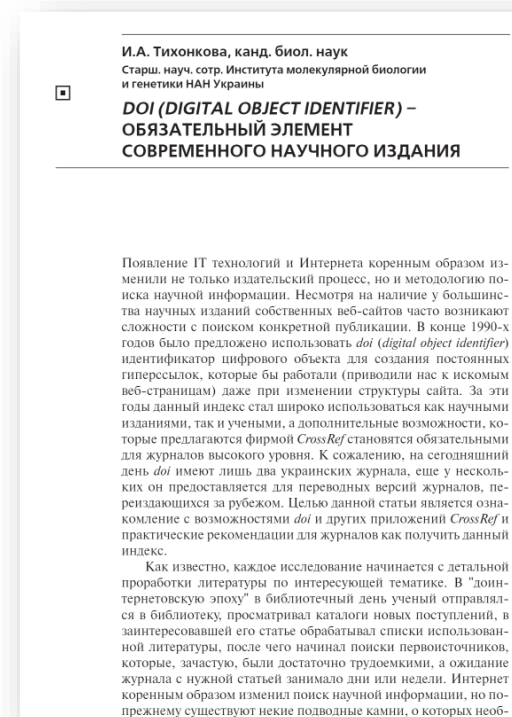 И.А. Тихонкова, канд. биол. наук
Старш. науч. сотр. Института молекулярной биологии
и генетики НАН Украины
DOI (DIGITAL OBJECT IDENTIFIER) –
ОБЯЗАТЕЛЬНЫЙ ЭЛЕМЕНТ
СОВРЕМЕННОГО НАУЧНОГО ИЗДАНИЯ
Появление IT технологий и Интернета коренным образом из-
менили не только издательский процесс, но и методологию по-
иска научной информации. Несмотря на наличие у большинс-
тва научных изданий собственных веб-сайтов часто возникают
сложности с поиском конкретной публикации. В конце 1990-х
годов было предложено использовать doi (digital object identifier)
идентификатор цифрового объекта для создания постоянных
гиперссылок, которые бы работали (приводили нас к искомым
веб-страницам) даже при изменении структуры сайта. За эти
годы данный индекс стал широко использоваться как научными
изданиями, так и учеными, а дополнительные возможности, ко-
торые предлагаются фирмой CrossRef становятся обязательными
для журналов высокого уровня. К сожалению, на сегодняшний
день doi имеют лишь два украинских журнала, еще у несколь-
ких он предоставляется для переводных версий журналов, пе-
реиздающихся за рубежом. Целью данной статьи является озна-
комление с возможностями doi и других приложений CrossRef и
практические рекомендации для журналов как получить данный
индекс.
Как известно, каждое исследование начинается с детальной
проработки литературы по интересующей тематике. В "доин-
тернетовскую эпоху" в библиотечный день ученый отправлял-
ся в библиотеку, просматривал каталоги новых поступлений, в
заинтересовавшей его статье обрабатывал списки использован-
ной литературы, после чего начинал поиски первоисточников,
которые, зачастую, были достаточно трудоемкими, а ожидание
журнала с нужной статьей занимало дни или недели. Интернет
коренным образом изменил поиск научной информации, но по-
прежнему существуют некие подводные камни, о которых необ-